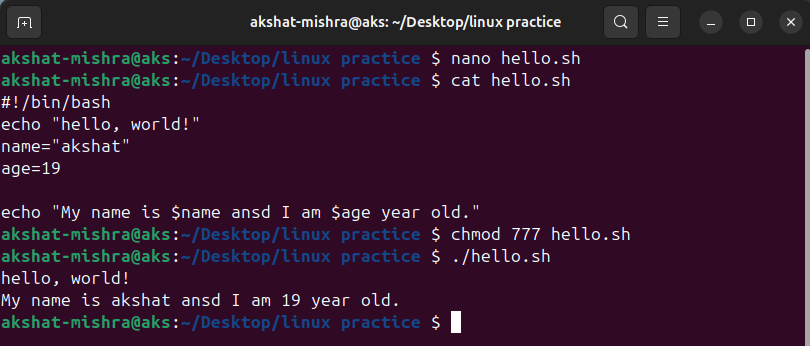 akshat-mishra@aks: ~/Desktop/linux practice
akshat-mishra@aks:~/Desktop/linux practice $ nano hello.sh
akshat-mishra@aks:~/Desktop/linux practice $ cat hello.sh
#!/bin/bash
echo "hello, world!"
name="akshat"
age=19
echo "My name is $name ansd I am $age year old."
akshat-mishra@aks:~/Desktop/linux practice $ chmod 777 hello.sh
akshat-mishra@aks:~/Desktop/linux practice $ ./hello.sh
hello, world!
My name is akshat ansd I am 19 year old.
akshat-mishra@aks:~/Desktop/linux practice $